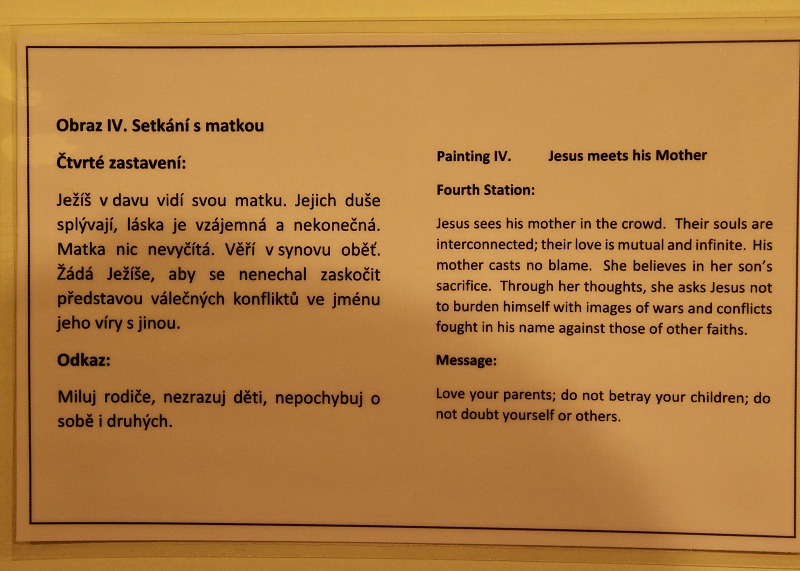 Obraz IV. Setkání s matkou
Čtvrté zastavení:
Ježíš v davu vidí svou matku. Jejich duše
splývají, láska je vzájemná a nekonečná.
Matka nic nevyčítá. Věří v synovu oběť.
Žádá Ježíše, aby se nenechal zaskočit
představou válečných konfliktů ve jménu
jeho víry s jinou.
Odkaz:
Miluj rodiče, nezrazuj děti, nepochybuj o
sobě i druhých.
Painting IV. Jesus meets his Mother
Fourth Station:
Jesus sees his mother in the crowd. Their souls are
interconnected; their love is mutual and infinite. His
mother casts no blame. She believes in her son's
sacrifice. Through her thoughts, she asks Jesus not
to burden himself with images of wars and conflicts
fought in his name against those of other faiths.
Message:
Love your parents; do not betray your children; do
not doubt yourself or others.